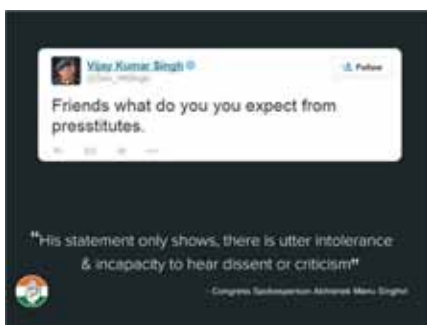 Vijay Kumar Singh
Follow
Friends what do you you expect from
presstitutes.
"His statement only shows, there is utter intolerance
& incapacity to hear dissent or criticism"
- Congress Spokesperson Abhishek Manu Singhvi